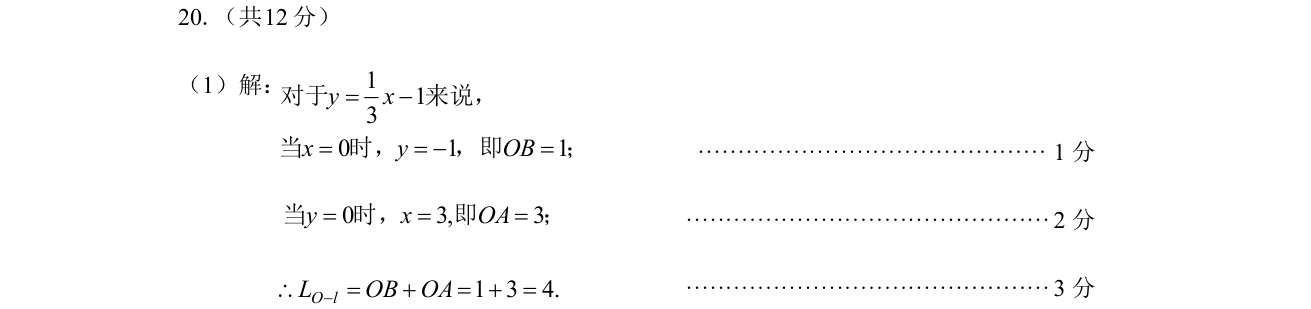 20. （共12 分）
（1）解：对于y = 1/3 x − 1来说，
当x = 0时，y = −1，即OB = 1; ············································ 1 分
当y = 0时，x = 3,即OA = 3; ·············································· 2 分
∴ L_{O−l} = OB + OA = 1 + 3 = 4. ·············································· 3 分